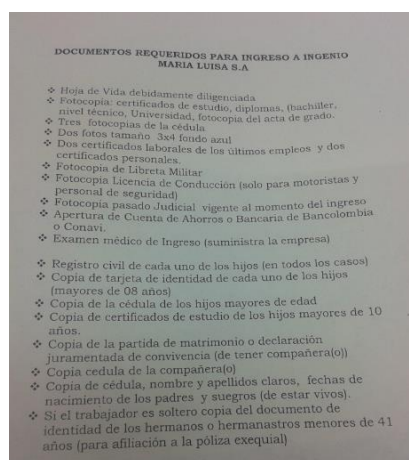 DOCUMENTOS REQUERIDOS PARA INGRESO A INGENIO
MARIA LUISA S.A
❖ Hoja de Vida debidamente diligenciada
❖ Fotocopia: certificados de estudio, diplomas, (bachiller,
nivel técnico, Universidad, fotocopia del acta de grado.
❖ Tres fotocopias de la cédula
❖ Dos fotos tamaño 3x4 fondo azul
❖ Dos certificados laborales de los últimos empleos y dos
certificados personales.
❖ Fotocopia de Libreta Militar
❖ Fotocopia Licencia de Conducción (solo para motoristas y
personal de seguridad)
❖ Fotocopia pasado Judicial vigente al momento del ingreso
❖ Apertura de Cuenta de Ahorros o Bancaria de Bancolombia
o Conavi.
❖ Examen médico de Ingreso (suministra la empresa)
❖ Registro civil de cada uno de los hijos (en todos los casos)
❖ Copia de tarjeta de identidad de cada uno de los hijos
(mayores de 08 años)
❖ Copia de la cédula de los hijos mayores de edad
❖ Copia de certificados de estudio de los hijos mayores de 10
años.
❖ Copia de la partida de matrimonio o declaración
juramentada de convivencia (de tener compañera(o))
❖ Copia cedula de la compañera(o)
❖ Copia de cédula, nombre y apellidos claros, fechas de
nacimiento de los padres y suegros (de estar vivos).
❖ Si el trabajador es soltero copia del documento de
identidad de los hermanos o hermanastros menores de 41
años (para afiliación a la póliza exequial)